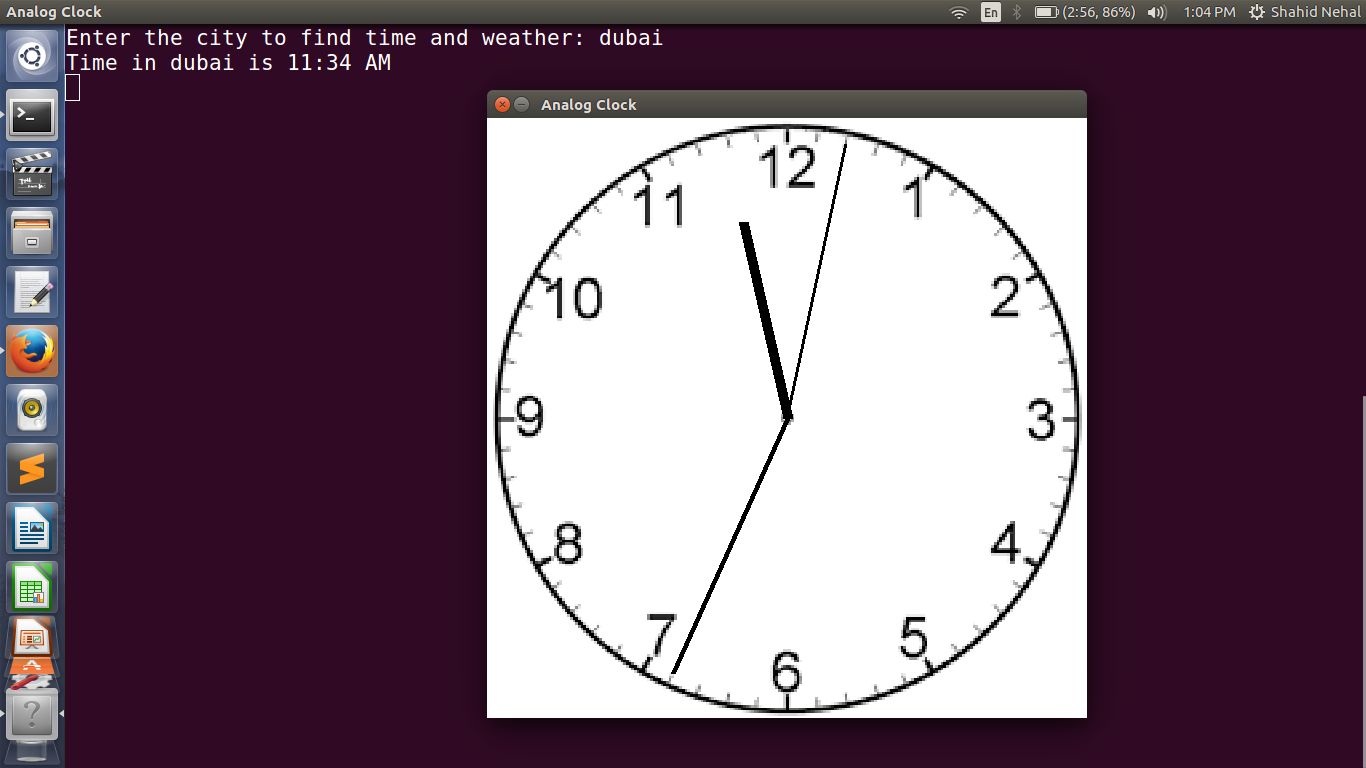 Analog Clock
En
(2:56, 86%)
1:04 PM
Shahid Nehal
Enter the city to find time and weather: dubai
Time in dubai is 11:34 AM
Analog Clock
12
11
1
10
2
9
3
8
4
7
5
6